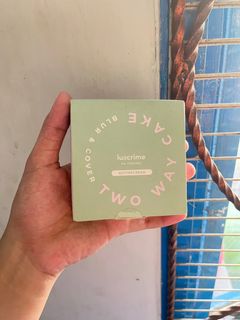 BLUR & COVER
TWO WAY CAKE
luxcrime